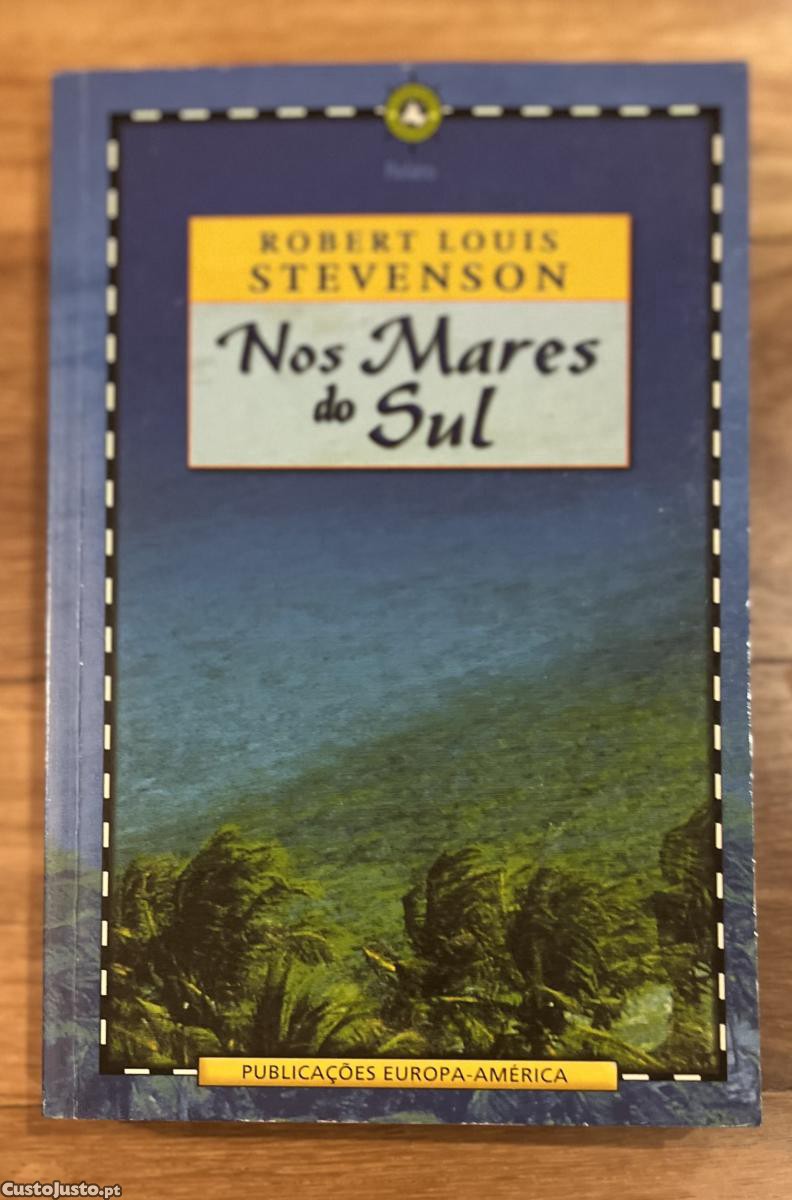 ROBERT LOUIS
STEVENSON
Nos Mares
do Sul
PUBLICAÇÕES EUROPA-AMÉRICA
CustoJusto.pt